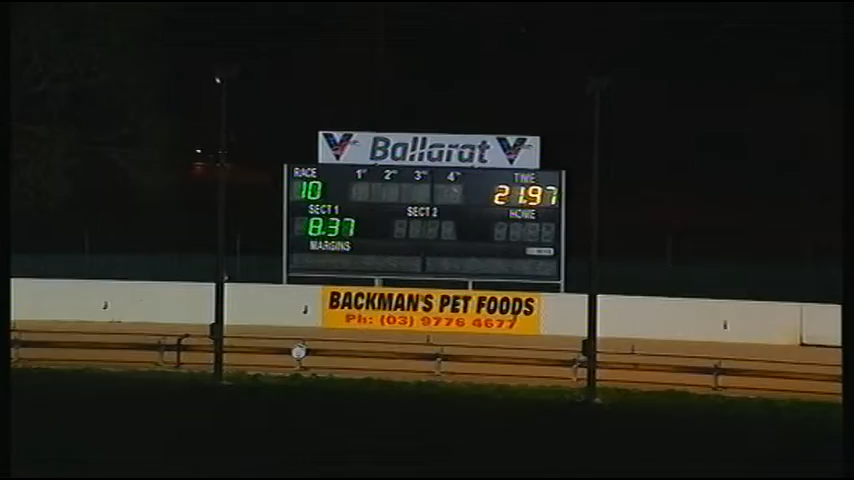 Ballarat
RACE 1st 2nd 3rd 4th TIME
10 21.97
SECT 1 SECT 2 HOME
8.37
MARGINS
BACKMAN'S PET FOODS
Ph: (03) 9776 4677